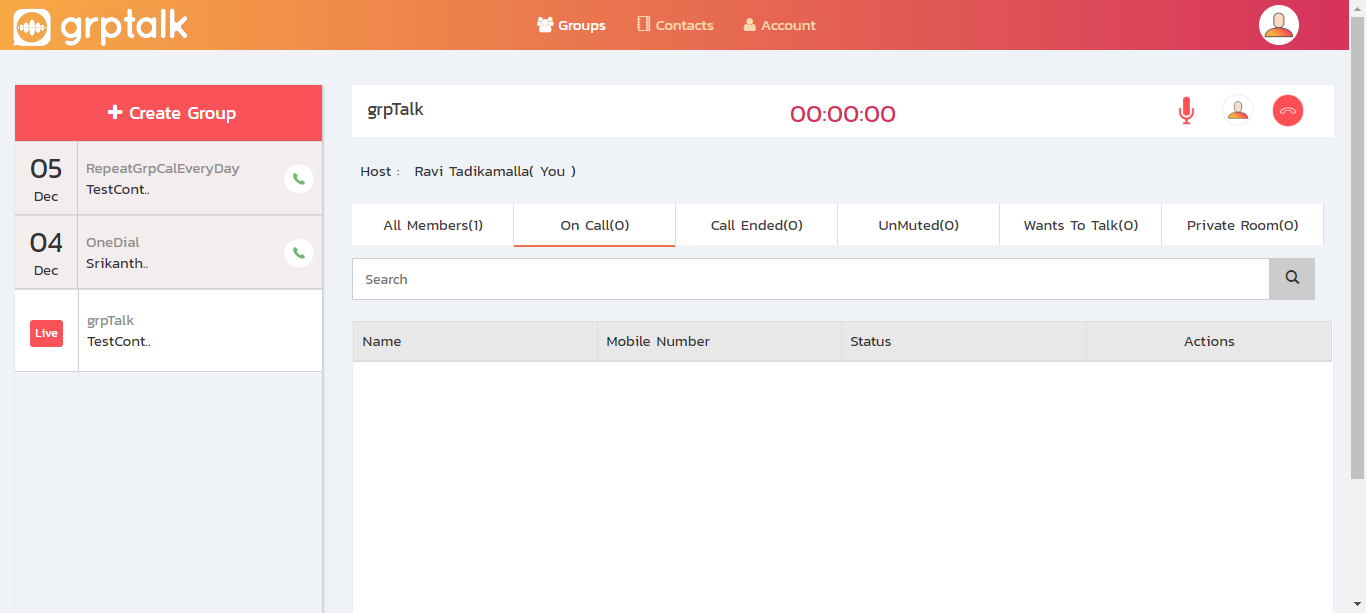 grptalk
Groups
Contacts
Account
Create Group
05
Dec
RepeatGrpCalEveryDay
TestCont..
04
Dec
OneDial
Srikanth..
Live
grpTalk
TestCont..
grpTalk
00:00:00
Host : Ravi Tadikamalla( You )
All Members(1)
On Call(0)
Call Ended(0)
UnMuted(0)
Wants To Talk(0)
Private Room(0)
Search
Name
Mobile Number
Status
Actions